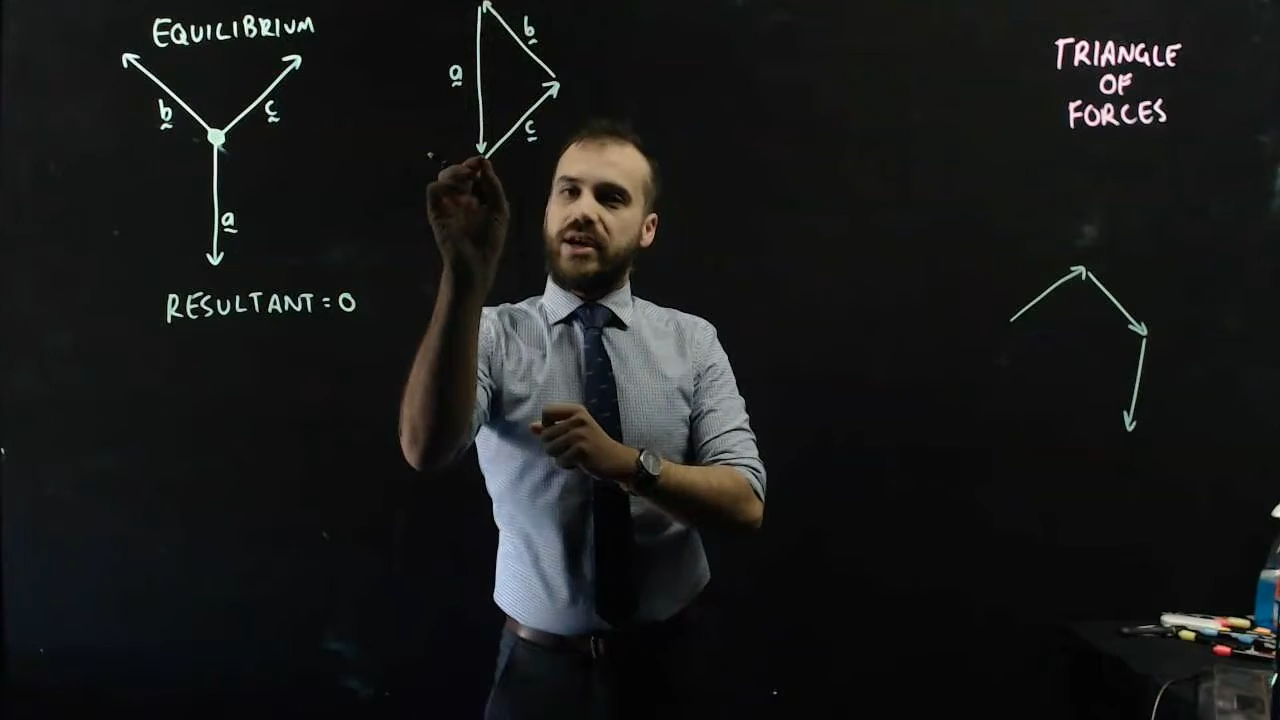 EQUILIBRIUM
b
c
a
RESULTANT = 0
b
a
c
TRIANGLE
OF
FORCES